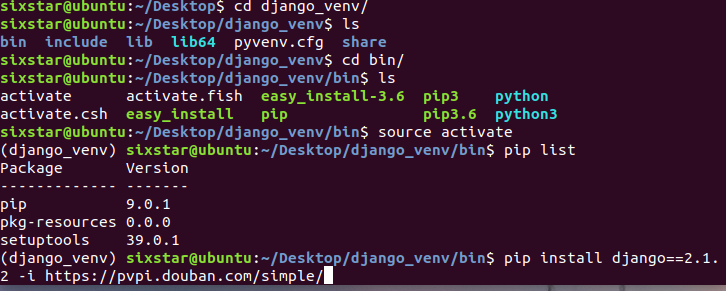 sixstar@ubuntu:~/Desktop$ cd django_venv/
sixstar@ubuntu:~/Desktop/django_venv$ ls
bin include lib lib64 pyvenv.cfg share
sixstar@ubuntu:~/Desktop/django_venv$ cd bin/
sixstar@ubuntu:~/Desktop/django_venv/bin$ ls
activate activate.fish easy_install-3.6 pip3 python
activate.csh easy_install pip pip3.6 python3
sixstar@ubuntu:~/Desktop/django_venv/bin$ source activate
(django_venv) sixstar@ubuntu:~/Desktop/django_venv/bin$ pip list
Package Version
------------- -------
pip 9.0.1
pkg-resources 0.0.0
setuptools 39.0.1
(django_venv) sixstar@ubuntu:~/Desktop/django_venv/bin$ pip install django==2.1.
2 -i https://pvpi.douban.com/simple/